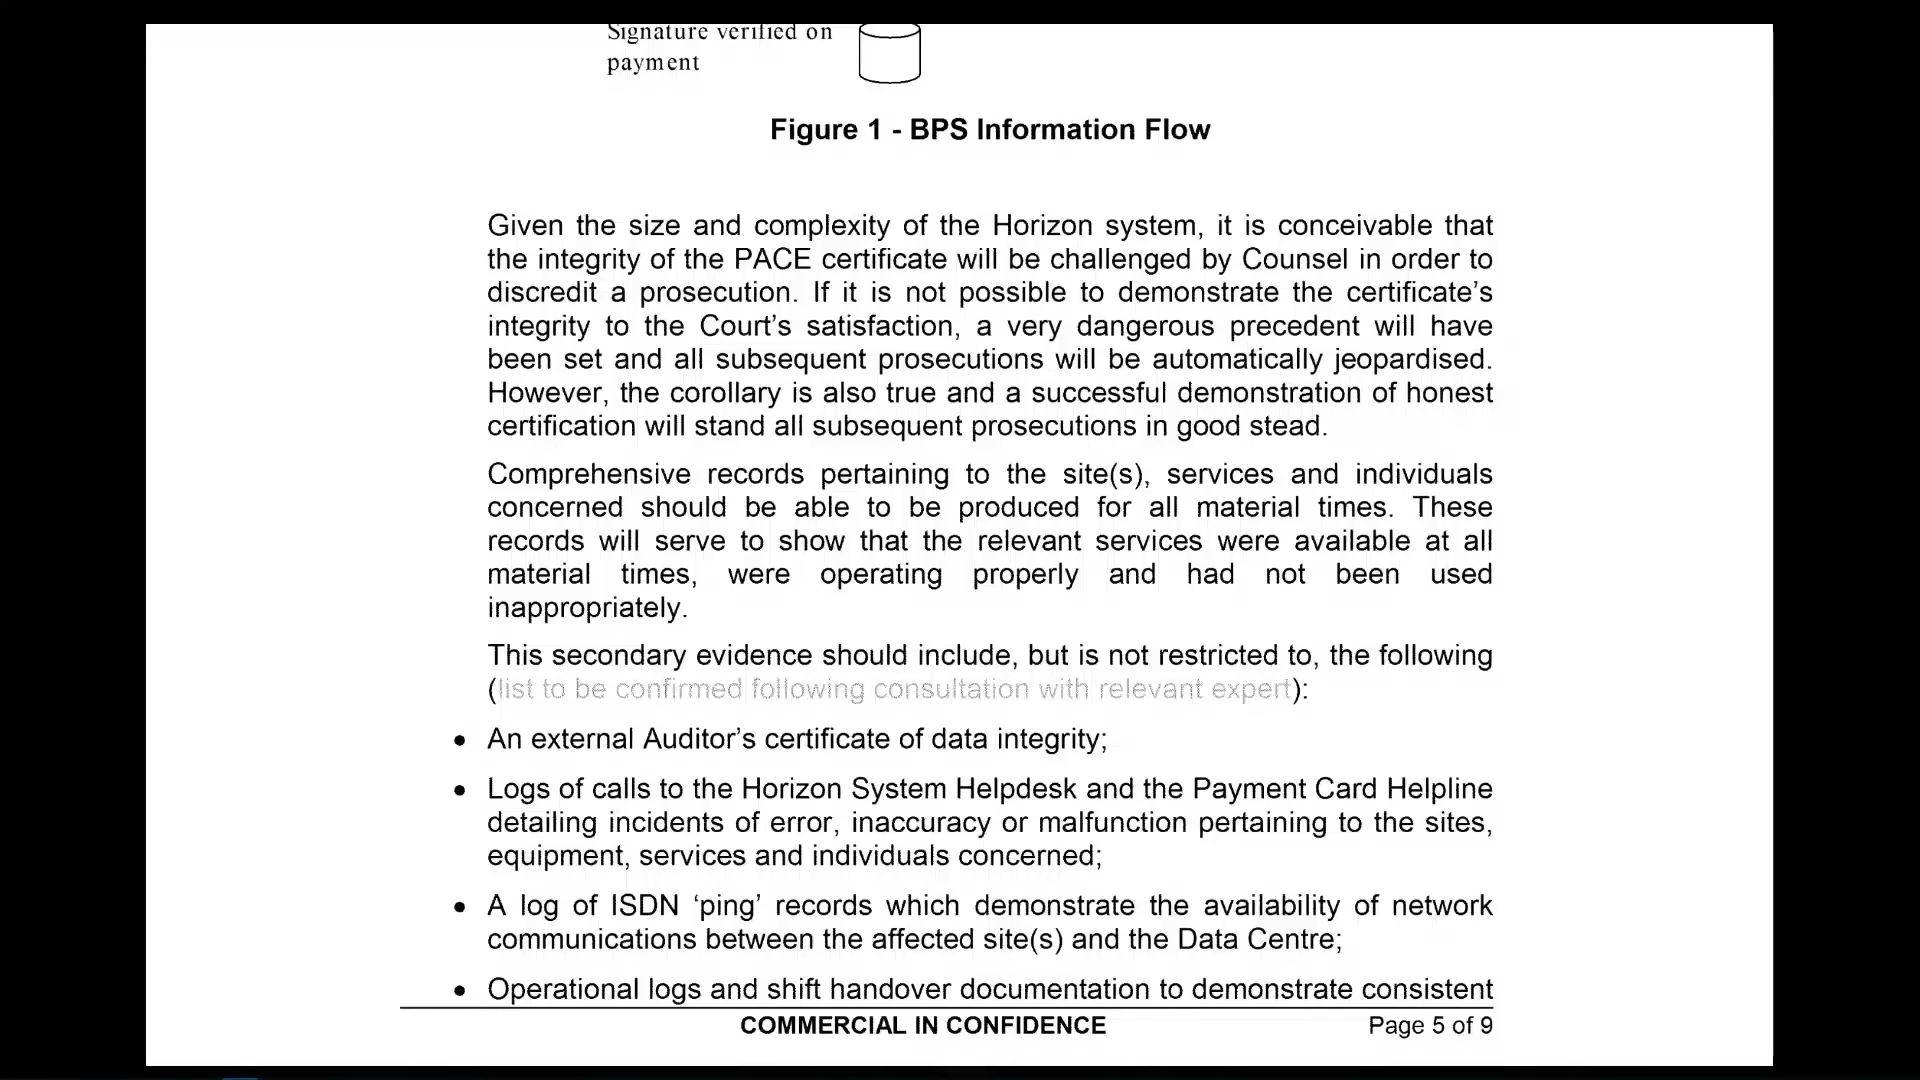 Signature verified on
payment
Figure 1 - BPS Information Flow
Given the size and complexity of the Horizon system, it is conceivable that
the integrity of the PACE certificate will be challenged by Counsel in order to
discredit a prosecution. If it is not possible to demonstrate the certificate’s
integrity to the Court’s satisfaction, a very dangerous precedent will have
been set and all subsequent prosecutions will be automatically jeopardised.
However, the corollary is also true and a successful demonstration of honest
certification will stand all subsequent prosecutions in good stead.
Comprehensive records pertaining to the site(s), services and individuals
concerned should be able to be produced for all material times. These
records will serve to show that the relevant services were available at all
material times, were operating properly and had not been used
inappropriately.
This secondary evidence should include, but is not restricted to, the following
(list to be confirmed following consultation with relevant expert):
• An external Auditor’s certificate of data integrity;
• Logs of calls to the Horizon System Helpdesk and the Payment Card Helpline
detailing incidents of error, inaccuracy or malfunction pertaining to the sites,
equipment, services and individuals concerned;
• A log of ISDN ‘ping’ records which demonstrate the availability of network
communications between the affected site(s) and the Data Centre;
• Operational logs and shift handover documentation to demonstrate consistent
COMMERCIAL IN CONFIDENCE Page 5 of 9